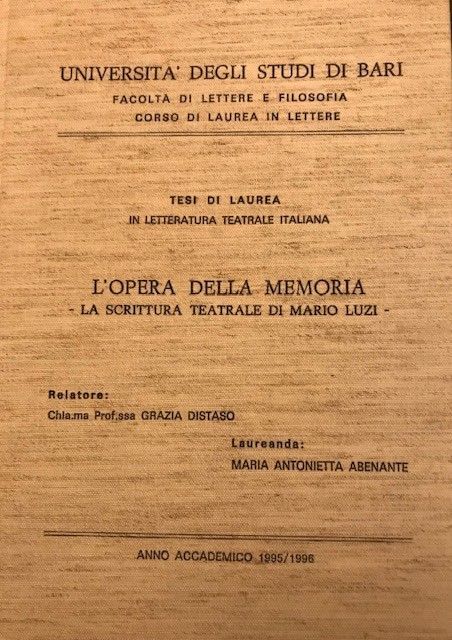 UNIVERSITA' DEGLI STUDI DI BARI
FACOLTÀ DI LETTERE E FILOSOFIA
CORSO DI LAUREA IN LETTERE
TESI DI LAUREA
IN LETTERATURA TEATRALE ITALIANA
L'OPERA DELLA MEMORIA
- LA SCRITTURA TEATRALE DI MARIO LUZI -
Relatore:
Chia.ma Prof.ssa GRAZIA DISTASO
Laureanda:
MARIA ANTONIETTA ABENANTE
ANNO ACCADEMICO 1995/1996